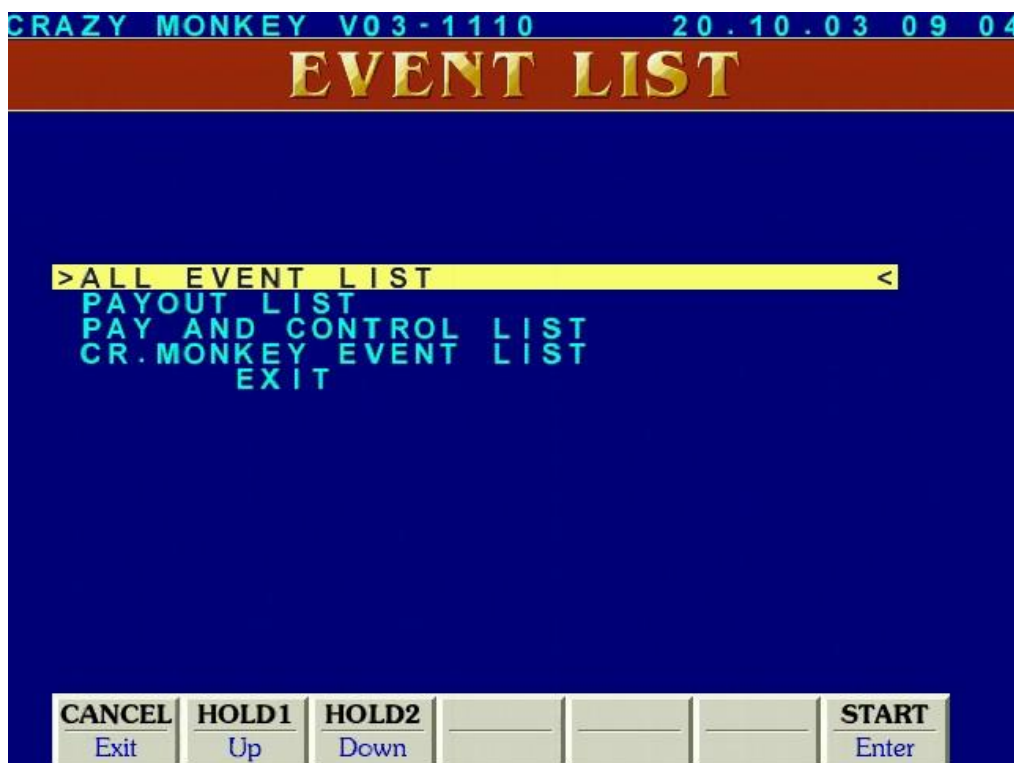 CRAZY MONKEY V03-1110 20.10.03 09 04
EVENT LIST
>ALL EVENT LIST <
PAYOUT LIST
PAY AND CONTROL LIST
CR.MONKEY EVENT LIST
EXIT
CANCEL HOLD1 HOLD2 START
Exit Up Down Enter